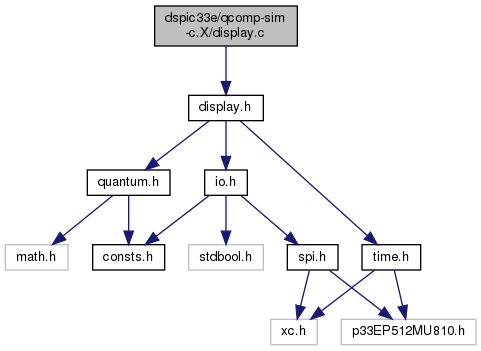 dspic33e/qcomp-sim
-c.X/display.c
display.h
quantum.h
io.h
math.h
consts.h
stdbool.h
spi.h
time.h
xc.h
p33EP512MU810.h